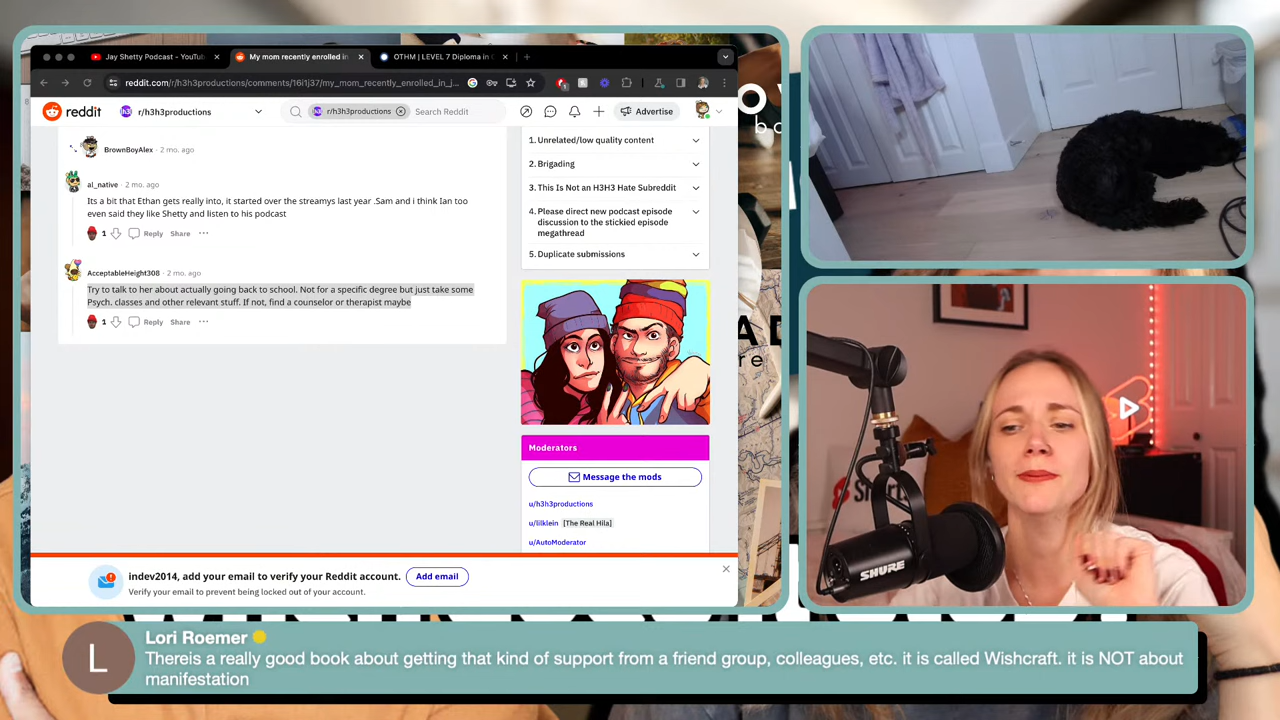 Jay Shetty Podcast - YouTub
My mom recently enrolled in
OTHM | LEVEL 7 Diploma in
reddit.com/r/h3h3productions/comments/16i1j37/my_mom_recently_enrolled_in_j...
reddit
r/h3h3productions
r/h3h3productions
Search Reddit
Advertise
BrownBoyAlex · 2 mo. ago
al_native · 2 mo. ago
Its a bit that Ethan gets really into, it started over the streamys last year .Sam and i think Ian too
even said they like Shetty and listen to his podcast
1
Reply
Share
...
AcceptableHeight308 · 2 mo. ago
Try to talk to her about actually going back to school. Not for a specific degree but just take some
Psych. classes and other relevant stuff. If not, find a counselor or therapist maybe
1
Reply
Share
...
1. Unrelated/low quality content
2. Brigading
3. This Is Not an H3H3 Hate Subreddit
4. Please direct new podcast episode
discussion to the stickied episode
megathread
5. Duplicate submissions
Moderators
Message the mods
u/h3h3productions
u/lilklein [The Real Hila]
u/AutoModerator
indev2014, add your email to verify your Reddit account.
Add email
Verify your email to prevent being locked out of your account.
SHURE
L
Lori Roemer
Thereis a really good book about getting that kind of support from a friend group, colleagues, etc. it is called Wishcraft. it is NOT about
manifestation